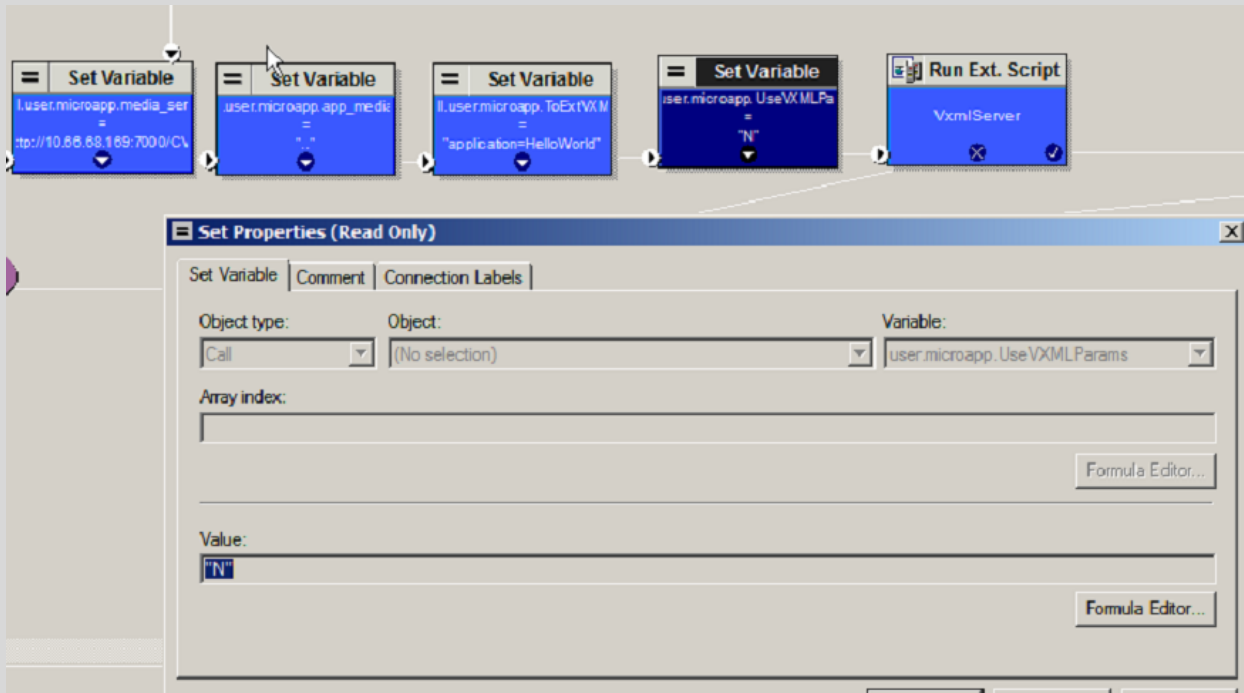 Set Variable
l.user.microapp.media_ser
=
ttp://10.66.68.169:7000/CV
Set Variable
.user.microapp.app_media
=
".."
Set Variable
ll.user.microapp.ToExtVXM
=
"application=HelloWorld"
Set Variable
user.microapp.UseVXMLPa
=
"N"
Run Ext. Script
VxmlServer
Set Properties (Read Only)
Set Variable Comment Connection Labels
Object type: Object: Variable:
Call (No selection) user.microapp.UseVXMLParams
Array index:
Formula Editor...
Value:
"N"
Formula Editor...